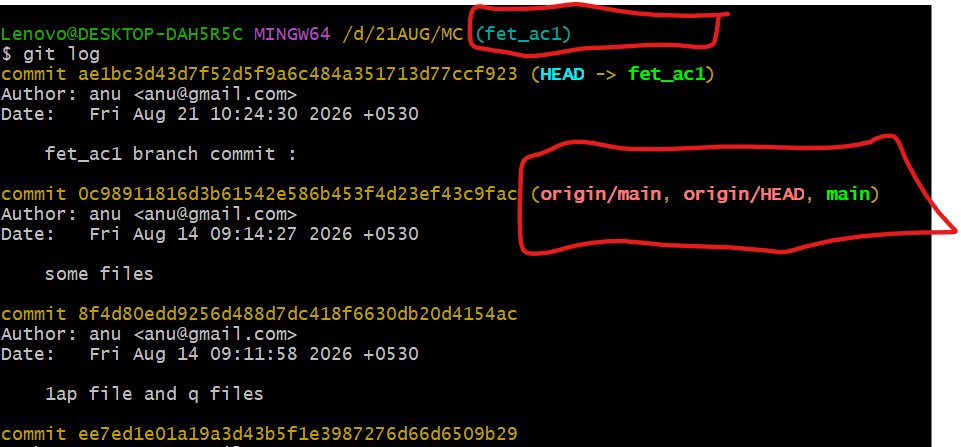 Lenovo@DESKTOP-DAH5R5C MINGW64 /d/21AUG/MC (fet_ac1)
$ git log
commit ae1bc3d43d7f52d5f9a6c484a351713d77ccf923 (HEAD -> fet_ac1)
Author: anu <anu@gmail.com>
Date:   Fri Aug 21 10:24:30 2026 +0530

    fet_ac1 branch commit :

commit 0c98911816d3b61542e586b453f4d23ef43c9fac (origin/main, origin/HEAD, main)
Author: anu <anu@gmail.com>
Date:   Fri Aug 14 09:14:27 2026 +0530

    some files

commit 8f4d80edd9256d488d7dc418f6630db20d4154ac
Author: anu <anu@gmail.com>
Date:   Fri Aug 14 09:11:58 2026 +0530

    1ap file and q files

commit ee7ed1e01a19a3d43b5f1e3987276d66d6509b29